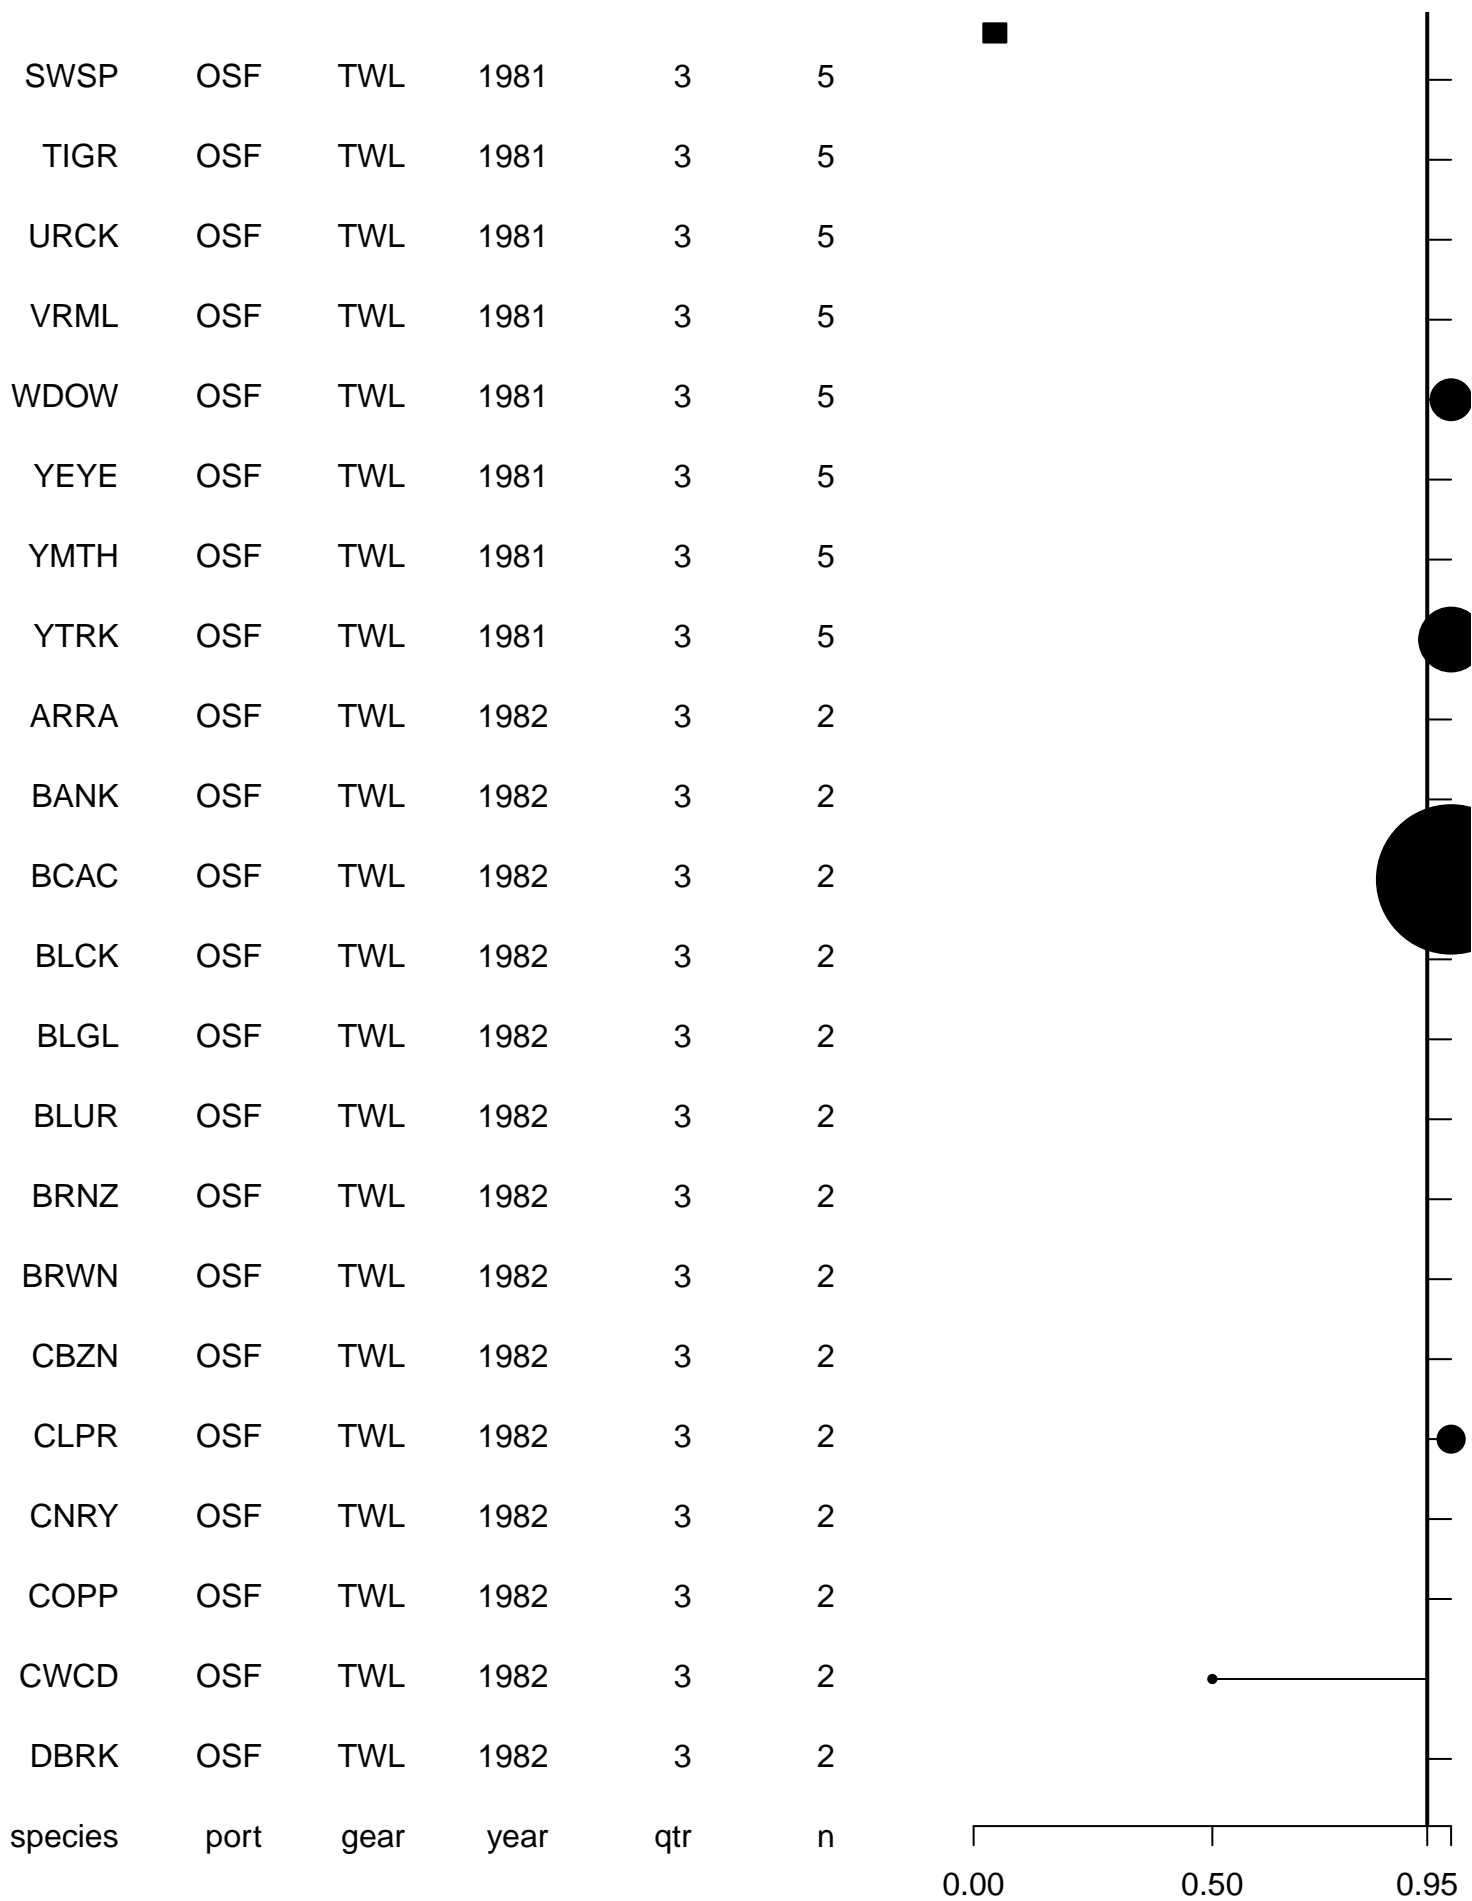 SWSP OSF TWL 1981 3 5
TIGR OSF TWL 1981 3 5
URCK OSF TWL 1981 3 5
VRML OSF TWL 1981 3 5
WDOW OSF TWL 1981 3 5
YEYE OSF TWL 1981 3 5
YMTH OSF TWL 1981 3 5
YTRK OSF TWL 1981 3 5
ARRA OSF TWL 1982 3 2
BANK OSF TWL 1982 3 2
BCAC OSF TWL 1982 3 2
BLCK OSF TWL 1982 3 2
BLGL OSF TWL 1982 3 2
BLUR OSF TWL 1982 3 2
BRNZ OSF TWL 1982 3 2
BRWN OSF TWL 1982 3 2
CBZN OSF TWL 1982 3 2
CLPR OSF TWL 1982 3 2
CNRY OSF TWL 1982 3 2
COPP OSF TWL 1982 3 2
CWCD OSF TWL 1982 3 2
DBRK OSF TWL 1982 3 2
species port gear year qtr n
0.00 0.50 0.95